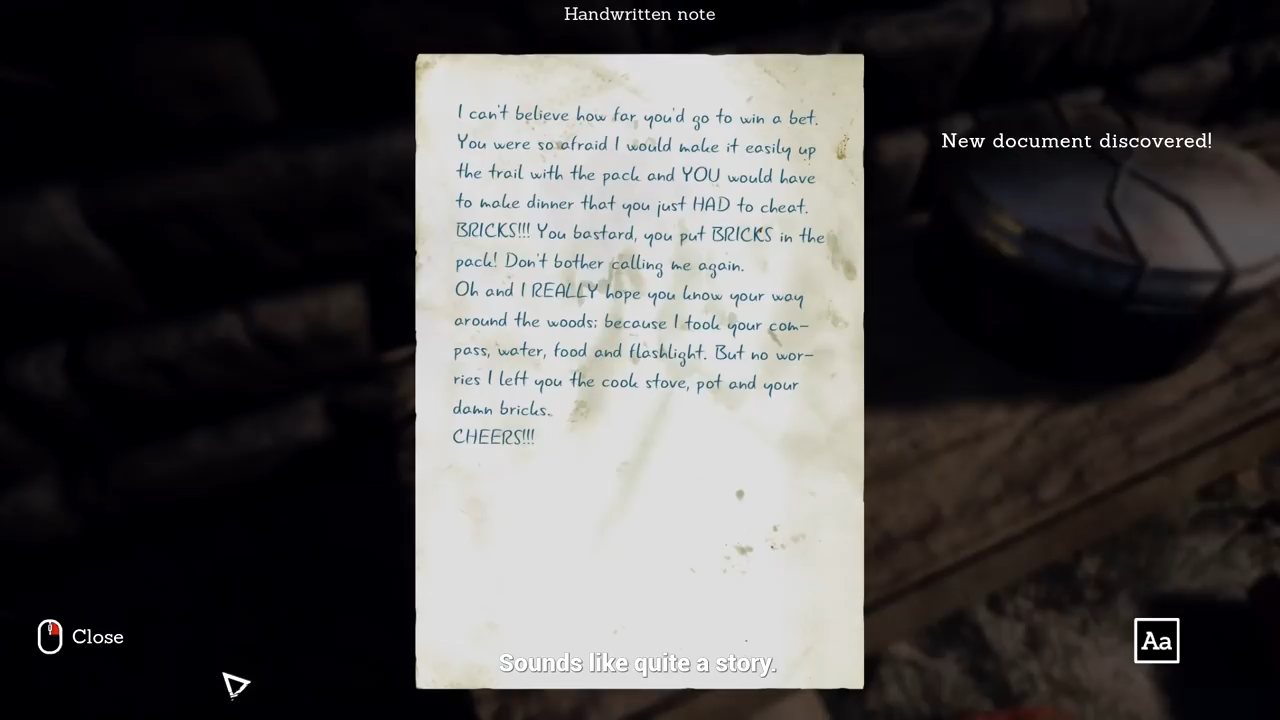 Handwritten note
I can't believe how far you'd go to win a bet.
You were so afraid I would make it easily up
the trail with the pack and YOU would have
to make dinner that you just HAD to cheat.
BRICKS!!! You bastard, you put BRICKS in the
pack! Don't bother calling me again.
Oh and I REALLY hope you know your way
around the woods; because I took your com-
pass, water, food and flashlight. But no wor-
ries I left you the cook stove, pot and your
damn bricks.
CHEERS!!!
New document discovered!
Close
Aa
Sounds like quite a story.